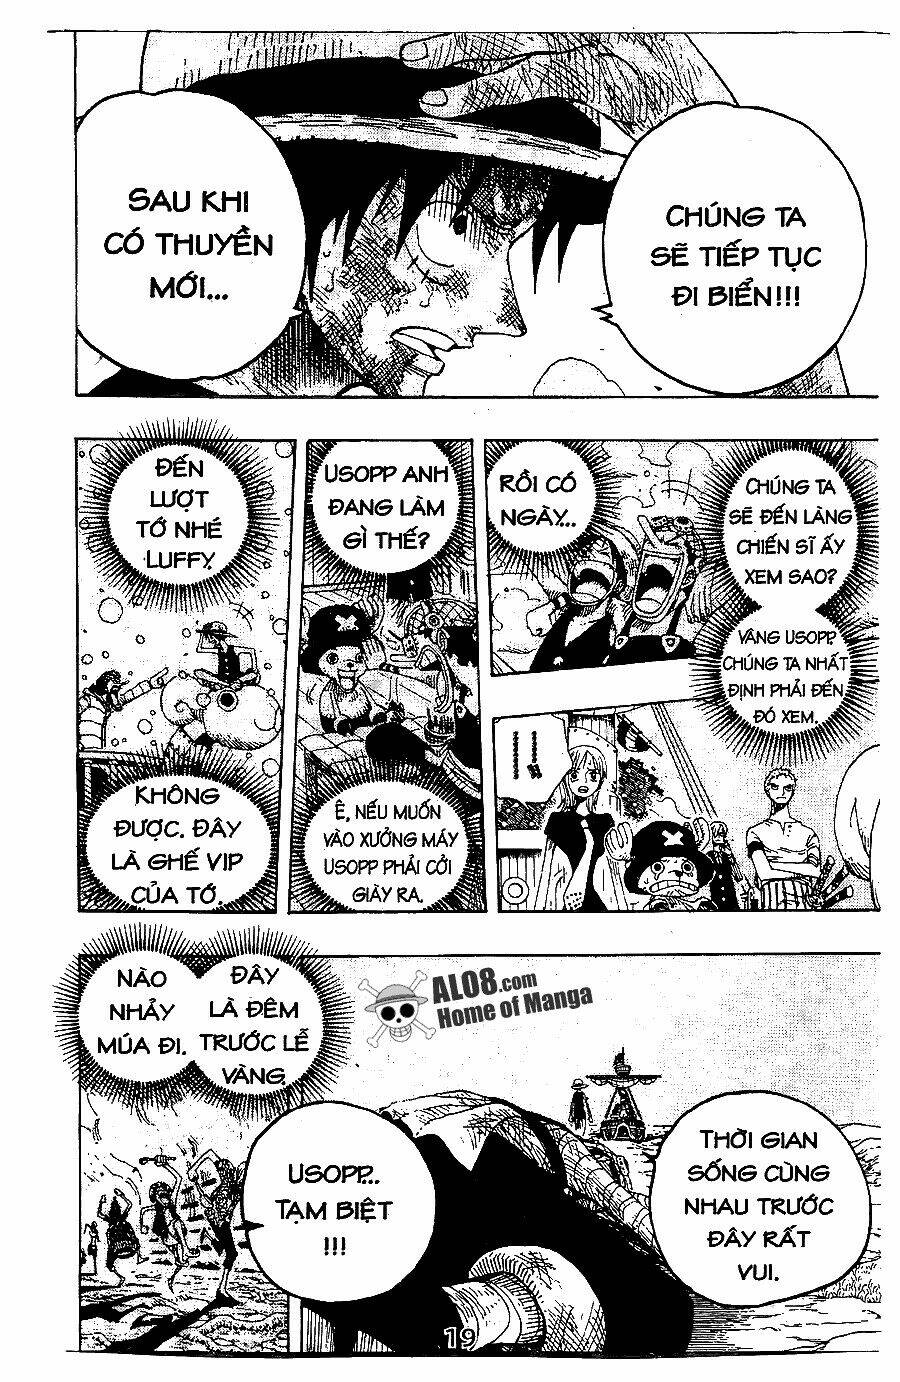 SAU KHI
CÓ THUYỀN
MỚI...
CHÚNG TA
SẼ TIẾP TỤC
ĐI BIỂN!!!
RỒI CÓ
NGÀY...
CHÚNG TA
SẼ ĐẾN LÀNG
CHIẾN SĨ ẤY
XEM SAO?
VÂNG USOPP.
CHÚNG TA NHẤT
ĐỊNH PHẢI ĐẾN
ĐÓ XEM.
USOPP ANH
ĐANG LÀM
GÌ THẾ?
Ê, NẾU MUỐN
VÀO XƯỞNG MÁY
USOPP PHẢI CỞI
GIÀY RA.
ĐẾN
LƯỢT
TỚ NHÉ
LUFFY.
KHÔNG
ĐƯỢC. ĐÂY
LÀ GHẾ VIP
CỦA TỚ.
ĐÂY
LÀ ĐÊM
TRƯỚC LỄ
VÀNG.
NÀO
NHẢY
MÚA ĐI.
AL08.com
Home of Manga
THỜI GIAN
SỐNG CÙNG
NHAU TRƯỚC
ĐÂY RẤT
VUI.
USOPP...
TẠM BIỆT
!!!
19